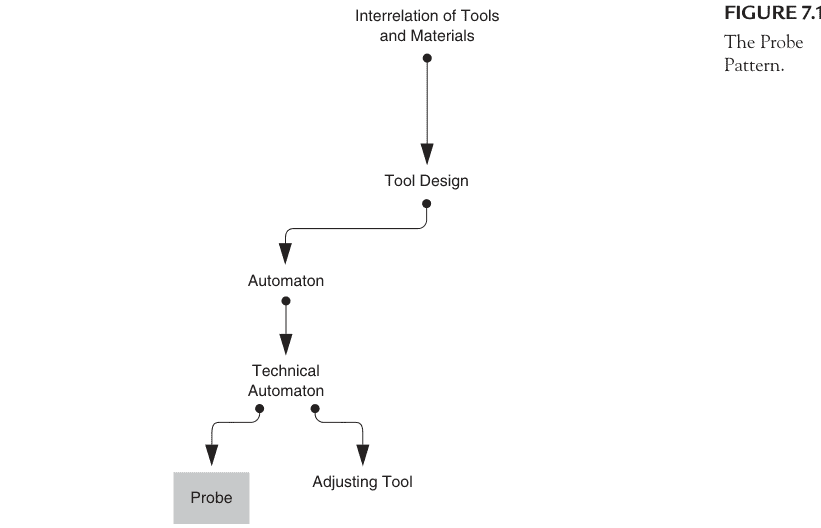 Interrelation of Tools
and Materials
FIGURE 7.1
The Probe
Pattern.
Tool Design
Automaton
Technical
Automaton
Probe
Adjusting Tool